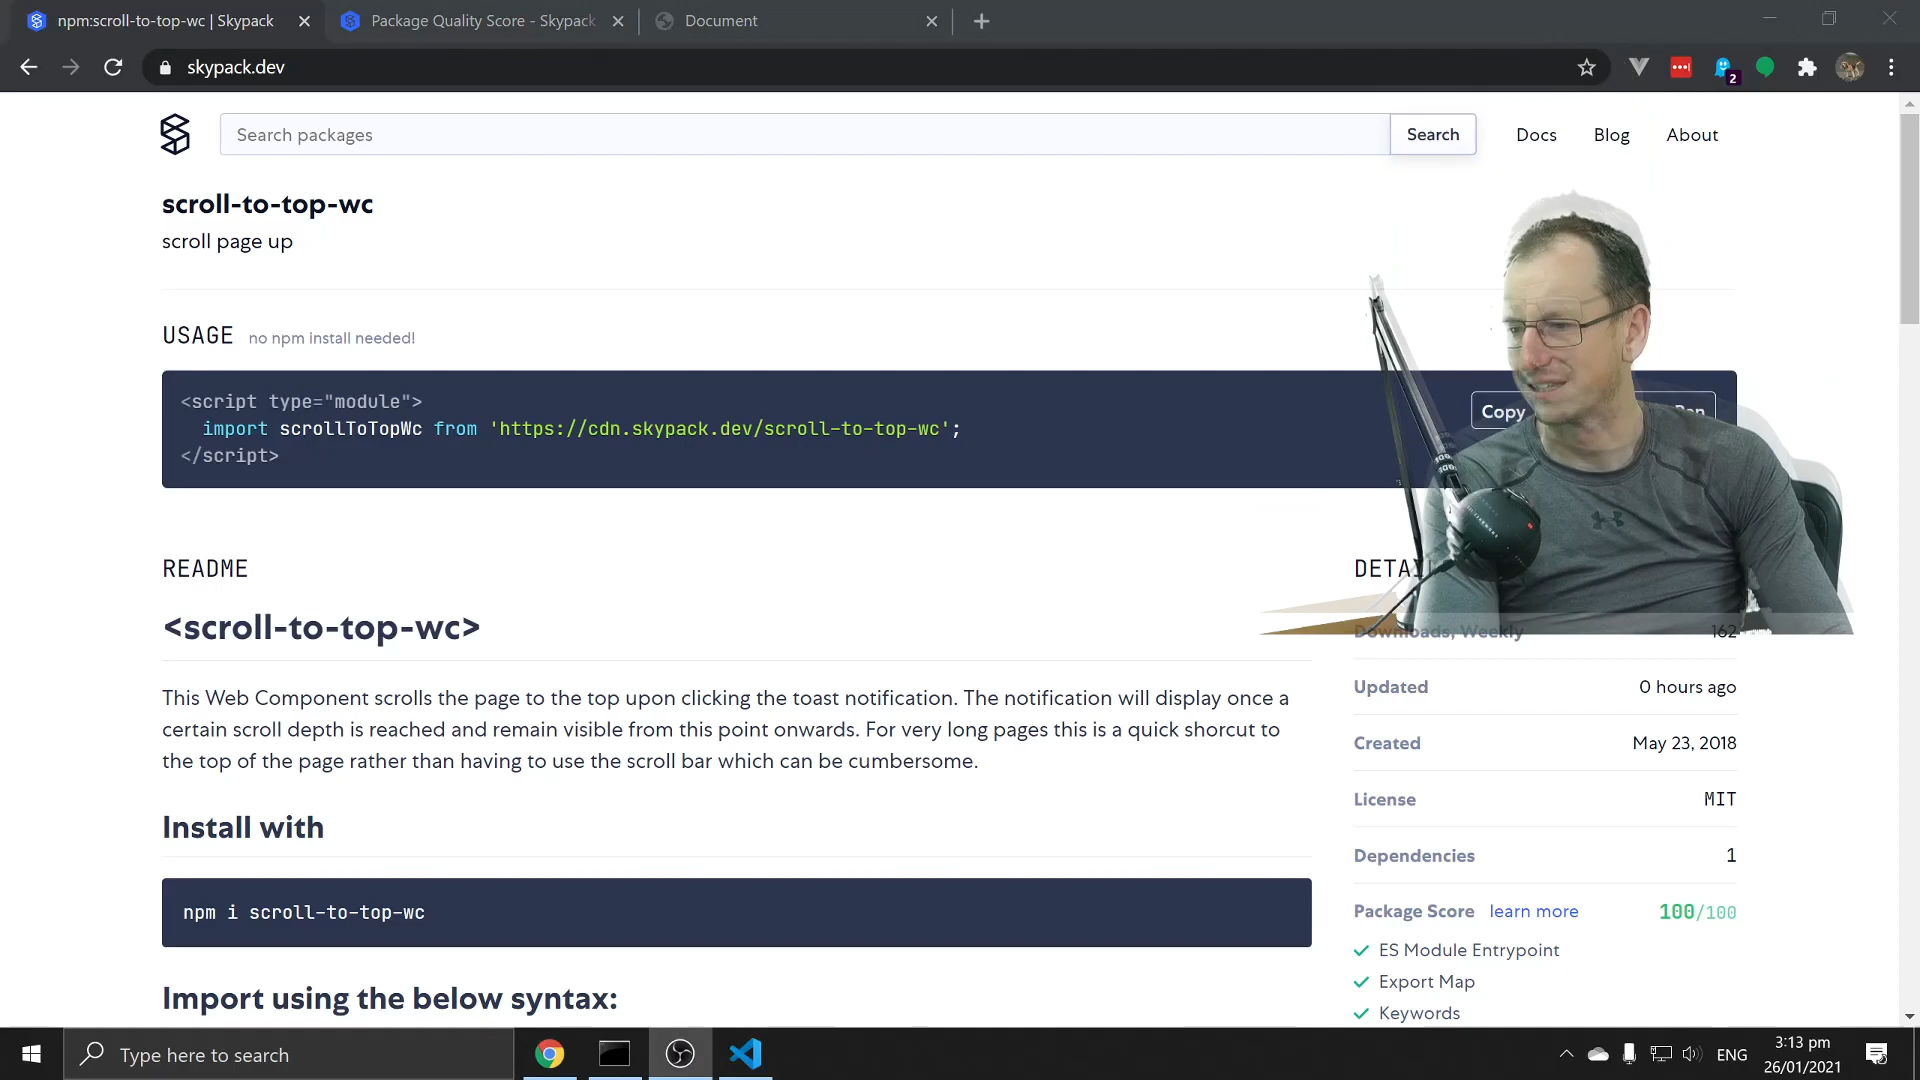 npm:scroll-to-top-wc | Skypack
Package Quality Score - Skypack
Document
skypack.dev
2
Search packages
Search
Docs
Blog
About
scroll-to-top-wc
scroll page up
USAGE no npm install needed!
<script type="module">
import scrollToTopWc from 'https://cdn.skypack.dev/scroll-to-top-wc';
</script>
Copy
README
<scroll-to-top-wc>
This Web Component scrolls the page to the top upon clicking the toast notification. The notification will display once a
certain scroll depth is reached and remain visible from this point onwards. For very long pages this is a quick shorcut to
the top of the page rather than having to use the scroll bar which can be cumbersome.
Install with
npm i scroll-to-top-wc
Import using the below syntax:
Downloads, Weekly 162
Updated 0 hours ago
Created May 23, 2018
License MIT
Dependencies 1
Package Score learn more 100/100
ES Module Entrypoint
Export Map
Keywords
Type here to search
ENG
3:13 pm
26/01/2021